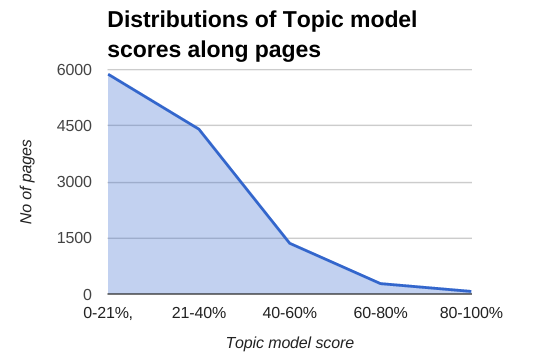 Distributions of Topic model
scores along pages
6000
4500
3000
1500
0
No of pages
0-21%, 21-40% 40-60% 60-80% 80-100%
Topic model score